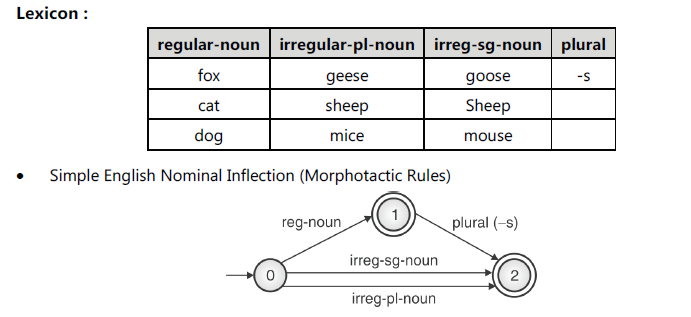 Lexicon :
regular-noun irregular-pl-noun irreg-sg-noun plural
fox geese goose -s
cat sheep Sheep
dog mice mouse
• Simple English Nominal Inflection (Morphotactic Rules)
1
reg-noun plural (–s)
irreg-sg-noun
0 2
irreg-pl-noun